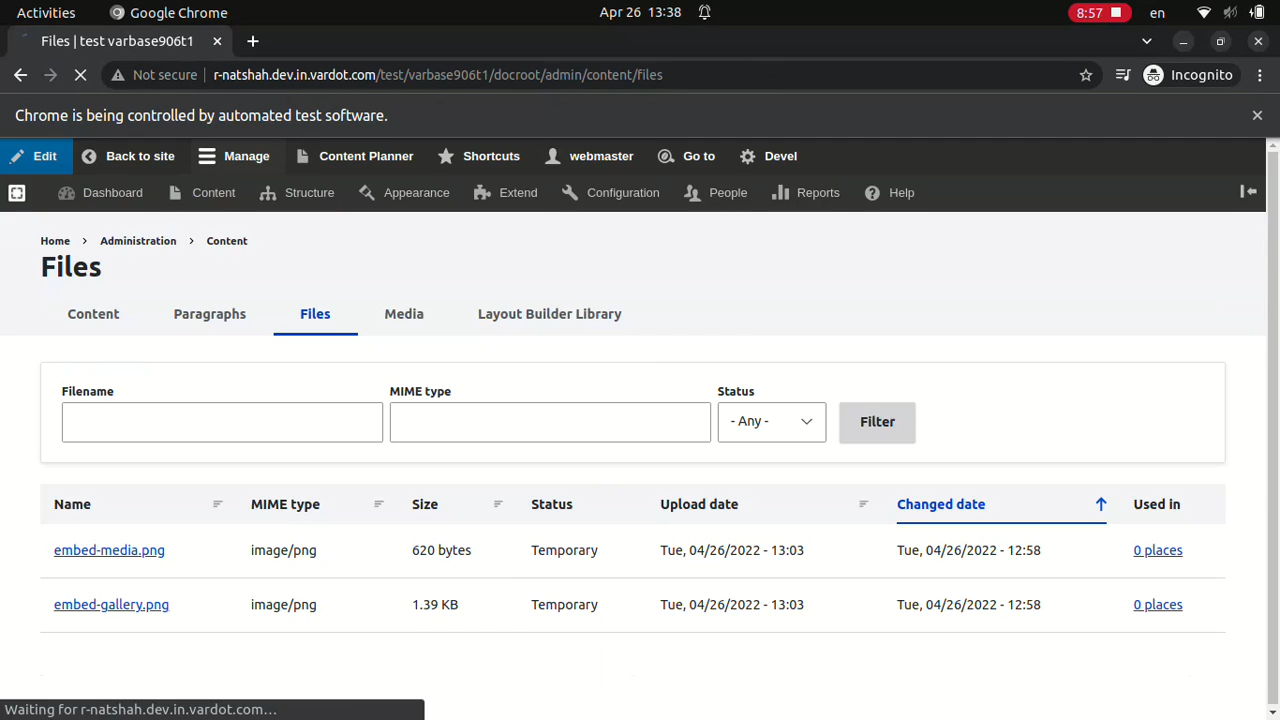 Activities Google Chrome Apr 26 13:38 8:57 en
Files | test varbase906t1
Not secure r-natshah.dev.in.vardot.com/test/varbase906t1/docroot/admin/content/files Incognito
Chrome is being controlled by automated test software.
Edit Back to site Manage Content Planner Shortcuts webmaster Go to Devel
Dashboard Content Structure Appearance Extend Configuration People Reports Help
Home › Administration › Content
Files
Content Paragraphs Files Media Layout Builder Library
Filename MIME type Status
- Any - Filter
Name MIME type Size Status Upload date Changed date Used in
embed-media.png image/png 620 bytes Temporary Tue, 04/26/2022 - 13:03 Tue, 04/26/2022 - 12:58 0 places
embed-gallery.png image/png 1.39 KB Temporary Tue, 04/26/2022 - 13:03 Tue, 04/26/2022 - 12:58 0 places
Waiting for r-natshah.dev.in.vardot.com...